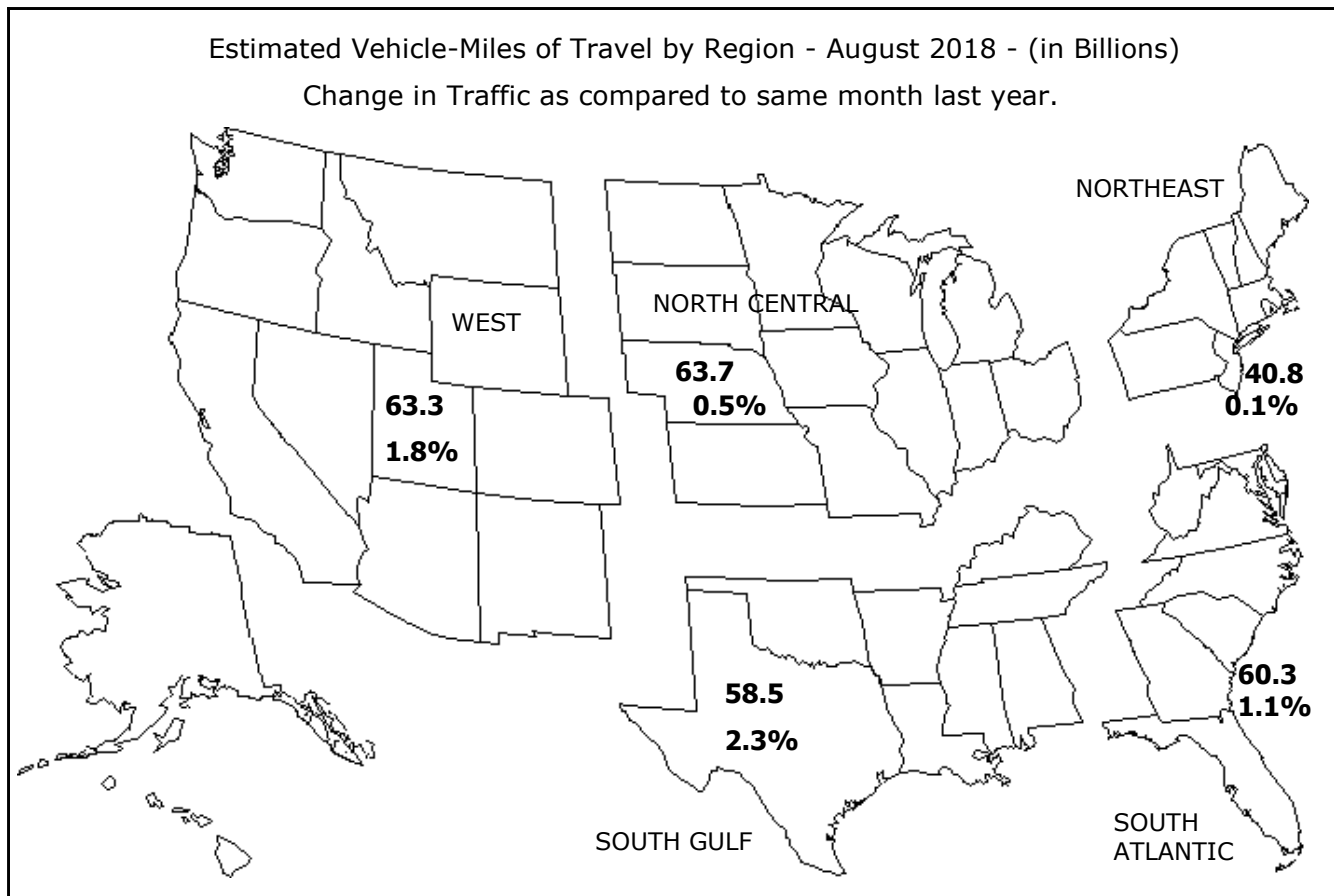 Estimated Vehicle-Miles of Travel by Region - August 2018 - (in Billions)
Change in Traffic as compared to same month last year.
NORTHEAST
40.8
0.1%
NORTH CENTRAL
63.7
0.5%
WEST
63.3
1.8%
SOUTH GULF
58.5
2.3%
SOUTH
ATLANTIC
60.3
1.1%